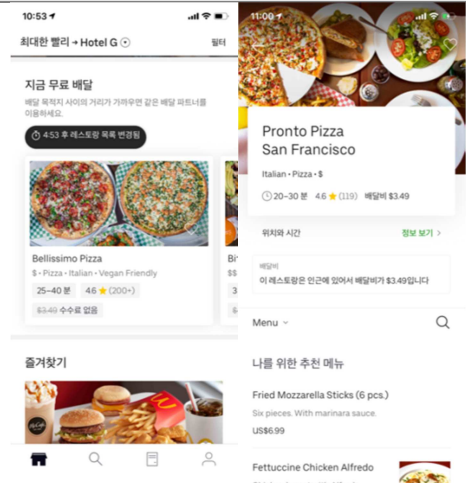 10:53
최대한 빨리 → Hotel G
필터
지금 무료 배달
배달 목적지 사이의 거리가 가까우면 같은 배달 파트너를
이용하세요.
4:53 후 레스토랑 목록 변경됨
Bellissimo Pizza
$ • Pizza • Italian • Vegan Friendly
25–40 분
4.6 ★ (200+)
$3.49 수수료 없음
Bi
$$
3
$
즐겨찾기
11:00
Pronto Pizza
San Francisco
Italian • Pizza • $
20–30 분
4.6 ★ (119)
배달비 $3.49
위치와 시간
정보 보기 >
배달비
이 레스토랑은 인근에 있어서 배달비가 $3.49입니다
Menu
나를 위한 추천 메뉴
Fried Mozzarella Sticks (6 pcs.)
Six pieces. With marinara sauce.
US$6.99
Fettuccine Chicken Alfredo